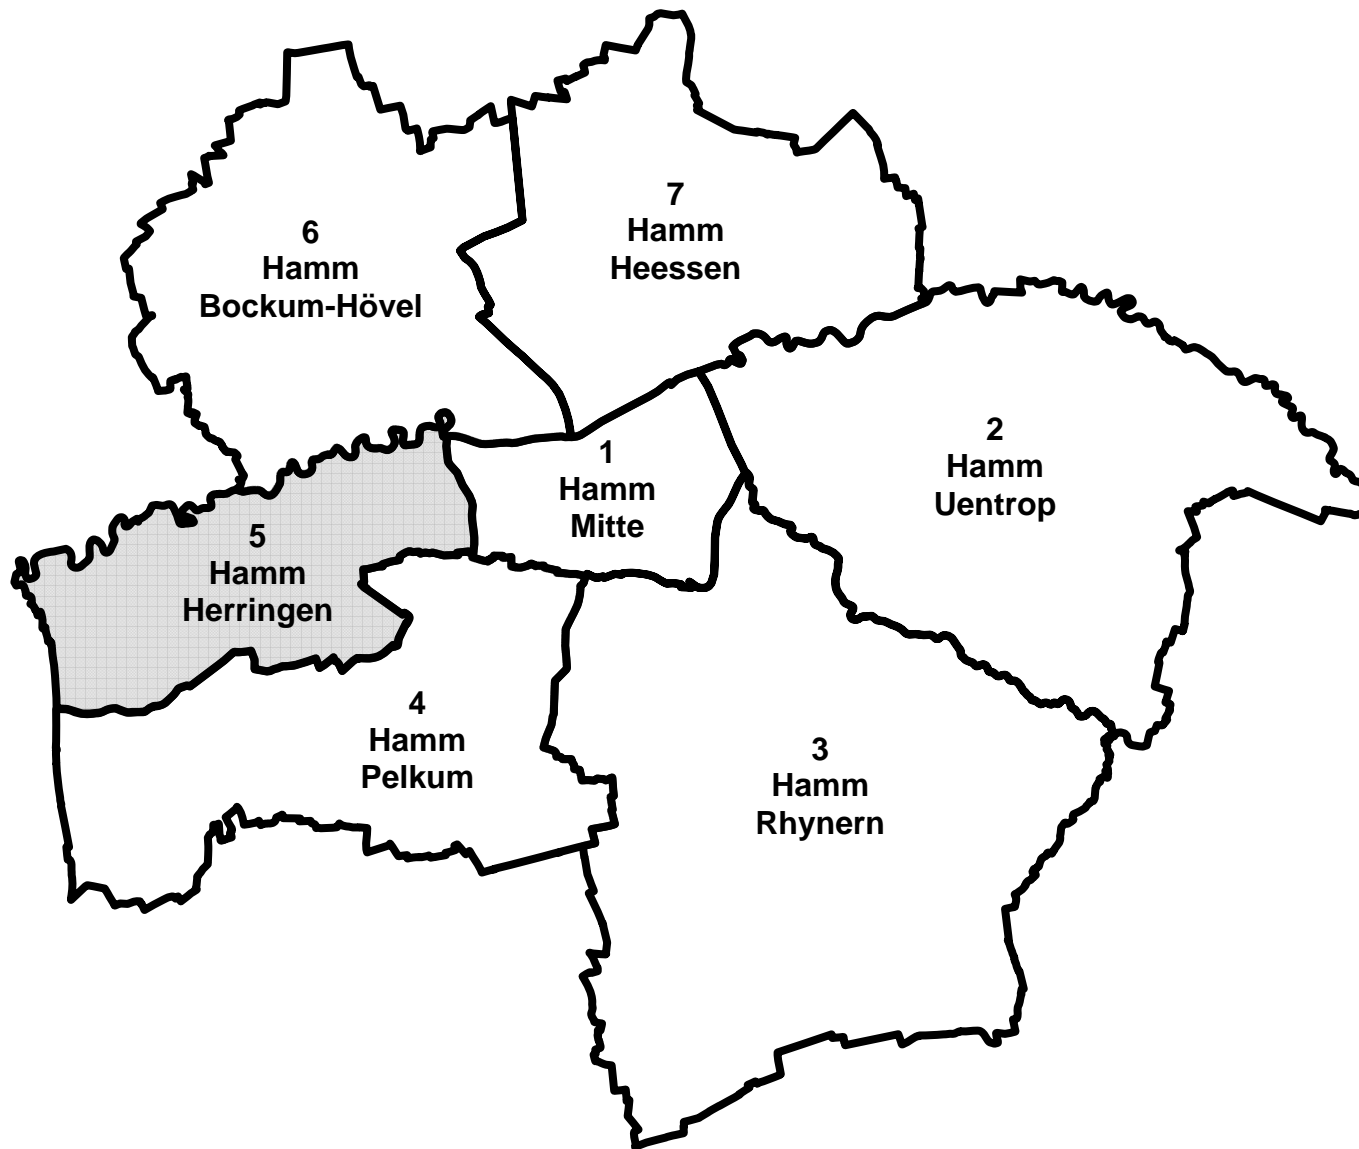 7
Hamm
Heessen
6
Hamm
Bockum-Hövel
2
Hamm
Uentrop
1
Hamm
Mitte
5
Hamm
Herringen
4
Hamm
Pelkum
3
Hamm
Rhynern